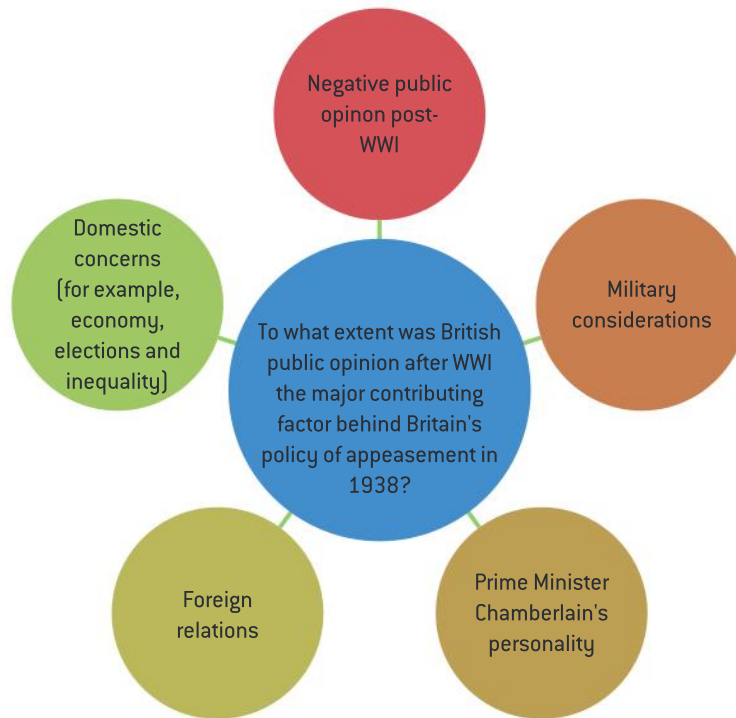 Negative public
opinon post-
WWI
Domestic
concerns
(for example,
economy,
elections and
inequality)
Military
considerations
To what extent was British
public opinion after WWI
the major contributing
factor behind Britain's
policy of appeasement in
1938?
Foreign
relations
Prime Minister
Chamberlain's
personality